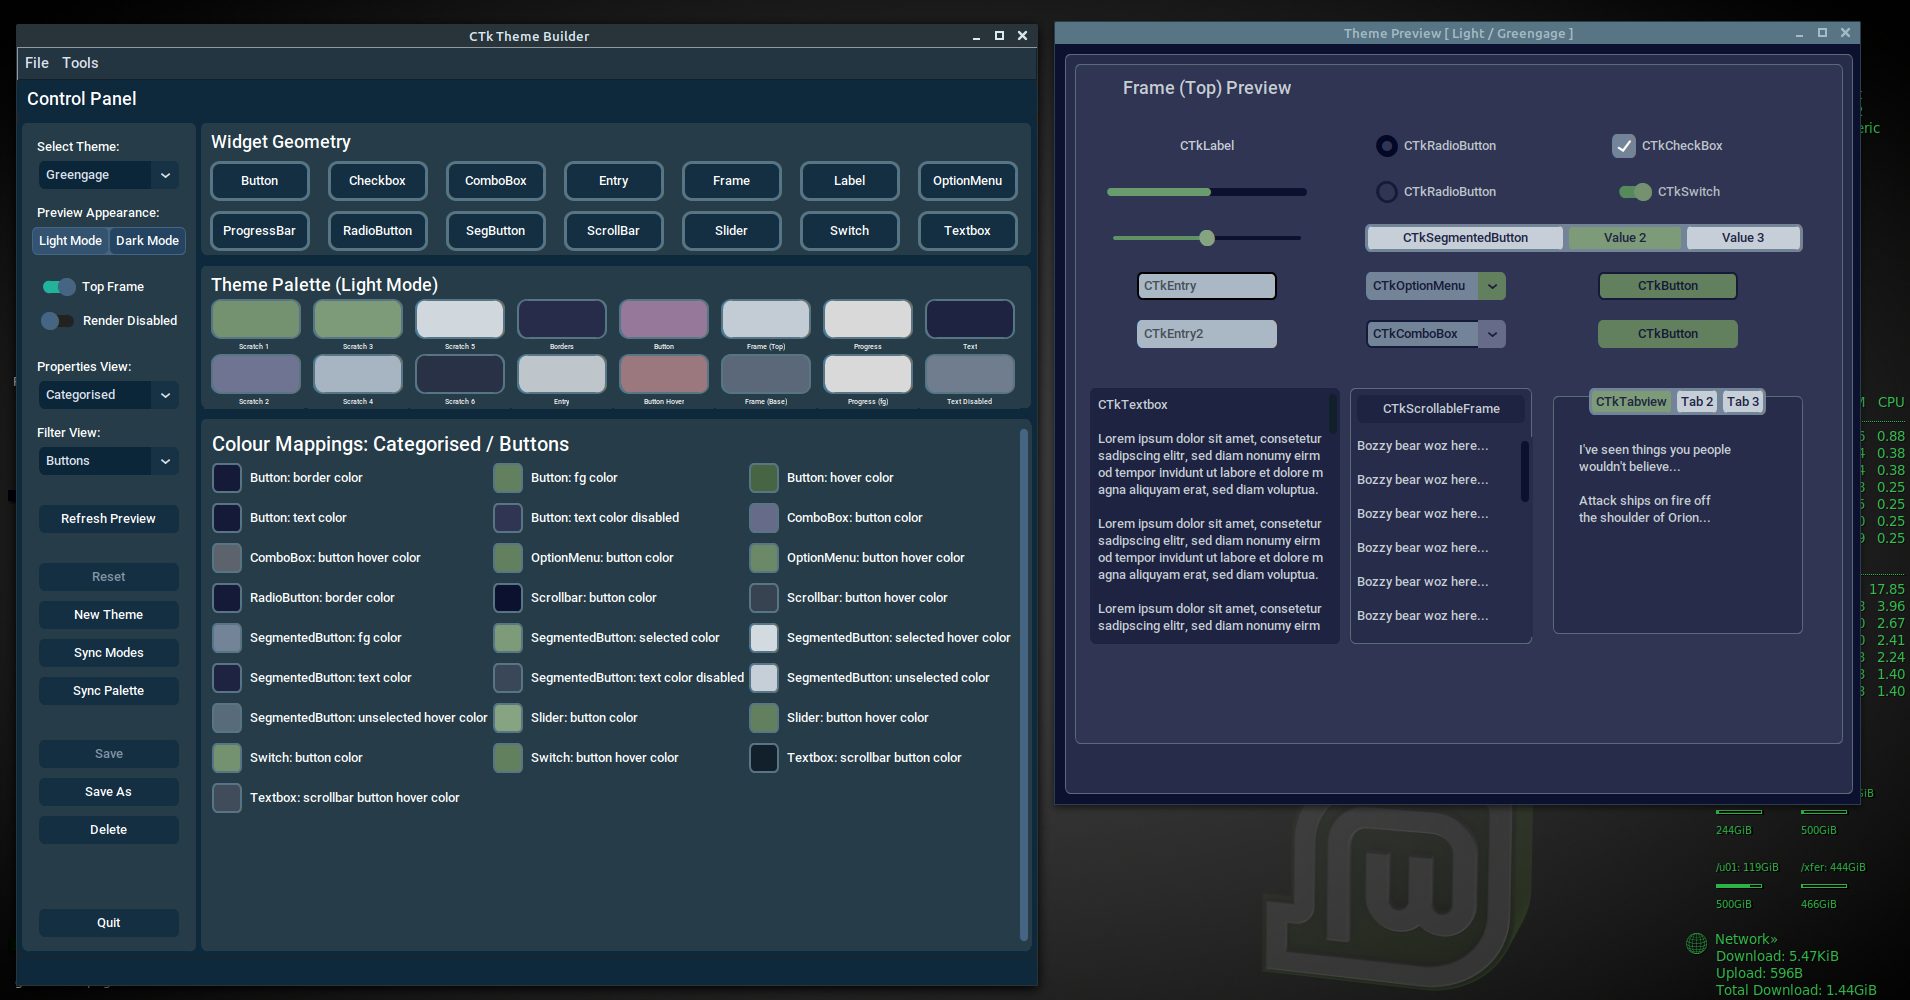 CTk Theme Builder
File Tools
Control Panel
Select Theme:
Greengage
Preview Appearance:
Light Mode Dark Mode
Top Frame
Render Disabled
Properties View:
Categorised
Filter View:
Buttons
Refresh Preview
Reset
New Theme
Sync Modes
Sync Palette
Save
Save As
Delete
Quit
Widget Geometry
Button Checkbox ComboBox Entry Frame Label OptionMenu
ProgressBar RadioButton SegButton ScrollBar Slider Switch Textbox
Theme Palette (Light Mode)
Scratch 1 Scratch 3 Scratch 5 Borders Button Frame (Top) Progress Text
Scratch 2 Scratch 4 Scratch 6 Entry Button Hover Frame (Base) Progress (fg) Text Disabled
Colour Mappings: Categorised / Buttons
Button: border color Button: fg color Button: hover color
Button: text color Button: text color disabled ComboBox: button color
ComboBox: button hover color OptionMenu: button color OptionMenu: button hover color
RadioButton: border color Scrollbar: button color Scrollbar: button hover color
SegmentedButton: fg color SegmentedButton: selected color SegmentedButton: selected hover color
SegmentedButton: text color SegmentedButton: text color disabled SegmentedButton: unselected color
SegmentedButton: unselected hover color Slider: button color Slider: button hover color
Switch: button color Switch: button hover color Textbox: scrollbar button color
Textbox: scrollbar button hover color
Theme Preview [ Light / Greengage ]
Frame (Top) Preview
CTkLabel CTkRadioButton CTkCheckBox
CTkRadioButton CTkSwitch
CTkSegmentedButton Value 2 Value 3
CTkEntry CTkOptionMenu CTkButton
CTkEntry2 CTkComboBox CTkButton
CTkTextbox
Lorem ipsum dolor sit amet, consetetur
sadipscing elitr, sed diam nonumy eirm
od tempor invidunt ut labore et dolore m
agna aliquyam erat, sed diam voluptua.
Lorem ipsum dolor sit amet, consetetur
sadipscing elitr, sed diam nonumy eirm
od tempor invidunt ut labore et dolore m
agna aliquyam erat, sed diam voluptua.
Lorem ipsum dolor sit amet, consetetur
sadipscing elitr, sed diam nonumy eirm
CTkScrollableFrame
Bozzy bear woz here...
Bozzy bear woz here...
Bozzy bear woz here...
Bozzy bear woz here...
Bozzy bear woz here...
Bozzy bear woz here...
CTkTabview Tab 2 Tab 3
I've seen things you people
wouldn't believe...
Attack ships on fire off
the shoulder of Orion...
eric
CPU
0.88
0.38
0.38
0.25
0.25
0.25
0.25
17.85
3.96
2.67
2.41
2.24
1.40
1.40
GiB
244GiB 500GiB
/u01: 119GiB /xfer: 444GiB
500GiB 466GiB
Network»
Download: 5.47KiB
Upload: 596B
Total Download: 1.44GiB